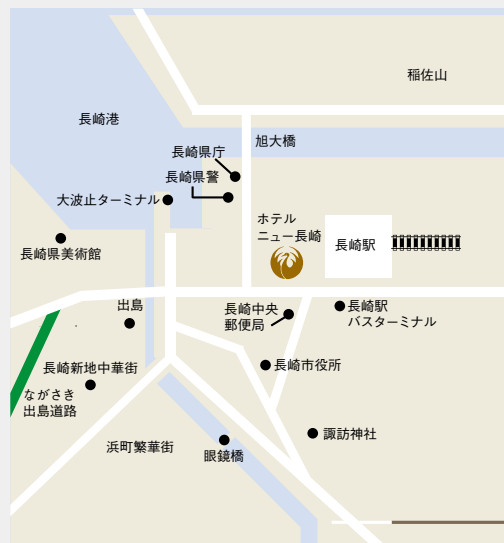 稲佐山
長崎港
旭大橋
長崎県庁
長崎県警
大波止ターミナル
ホテル
ニュー長崎
長崎駅
長崎県美術館
出島
長崎中央
郵便局
長崎駅
バスターミナル
長崎新地中華街
長崎市役所
ながさき
出島道路
浜町繁華街
眼鏡橋
諏訪神社